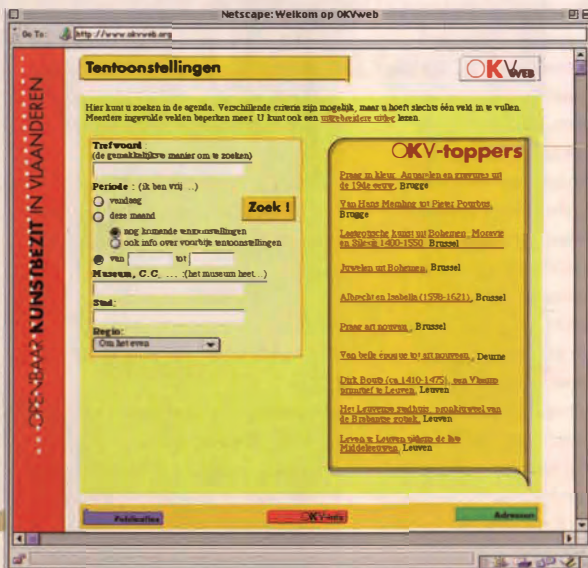 Netscape: Welkom op OKVweb
Go To: http://www.okvweb.org
OPENBAAR KUNSTBEZIT IN VLAANDEREN
Tentoonstellingen
OKV WEB
Hier kunt u zoeken in de agenda. Verschillende criteria zijn mogelijk, maar u hoeft slechts één veld in te vullen.
Meerdere ingevulde velden beperken meer. U kunt ook een uitgebreidere uitleg lezen.
Trefwoord:
(de gemakkelijkste manier om te zoeken)
Periode : (ik ben vrij ...)
vandaag
deze maand
Zoek !
nog komende tentoonstellingen
ook info over voorbije tentoonstellingen
van tot
Museum, C.C. ... :(het museum heet...)
Stad:
Regio:
Om het even
OKV-toppers
Praag in kleur. Aquarellen en gravures uit
de 19de eeuw, Brugge
Van Hans Memling tot Pieter Pourbus,
Brugge
Laatgotische kunst uit Bohemen, Moravie
en Silezie 1400-1550 Brussel
Juwelen uit Bohemen, Brussel
Albrecht en Isabella (1598-1621), Brussel
Praag art nouveau, Brussel
Van belle époque tot art nouveau, Deurne
Dirk Bouts (ca. 1410-1475), een Vlaams
primitief te Leuven, Leuven
Het Leuvense stadhuis, pronkjuweel van
de Brabantse gotiek, Leuven
Leven te Leuven tijdens de late
Middeleeuwen, Leuven
Publicaties
OKV-info
Adressen